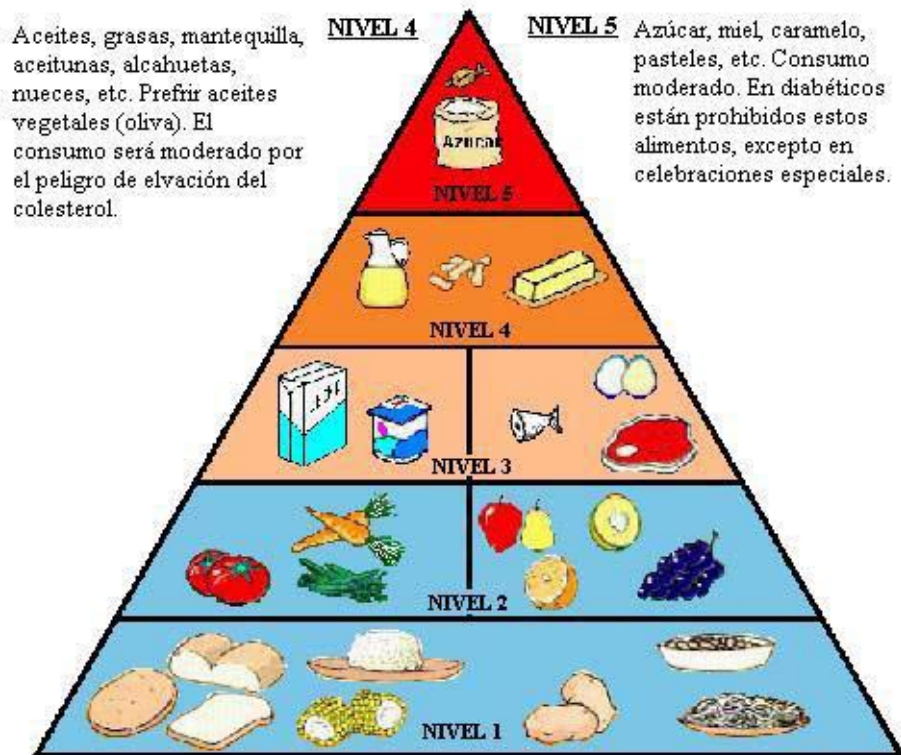 NIVEL 4
Aceites, grasas, mantequilla,
aceitunas, alcahuetas,
nueces, etc. Prefrir aceites
vegetales (oliva). El
consumo será moderado por
el peligro de elvación del
colesterol.
NIVEL 5
Azúcar, miel, caramelo,
pasteles, etc. Consumo
moderado. En diabéticos
están prohibidos estos
alimentos, excepto en
celebraciones especiales.
Azucar
NIVEL 5
NIVEL 4
NIVEL 3
NIVEL 2
NIVEL 1